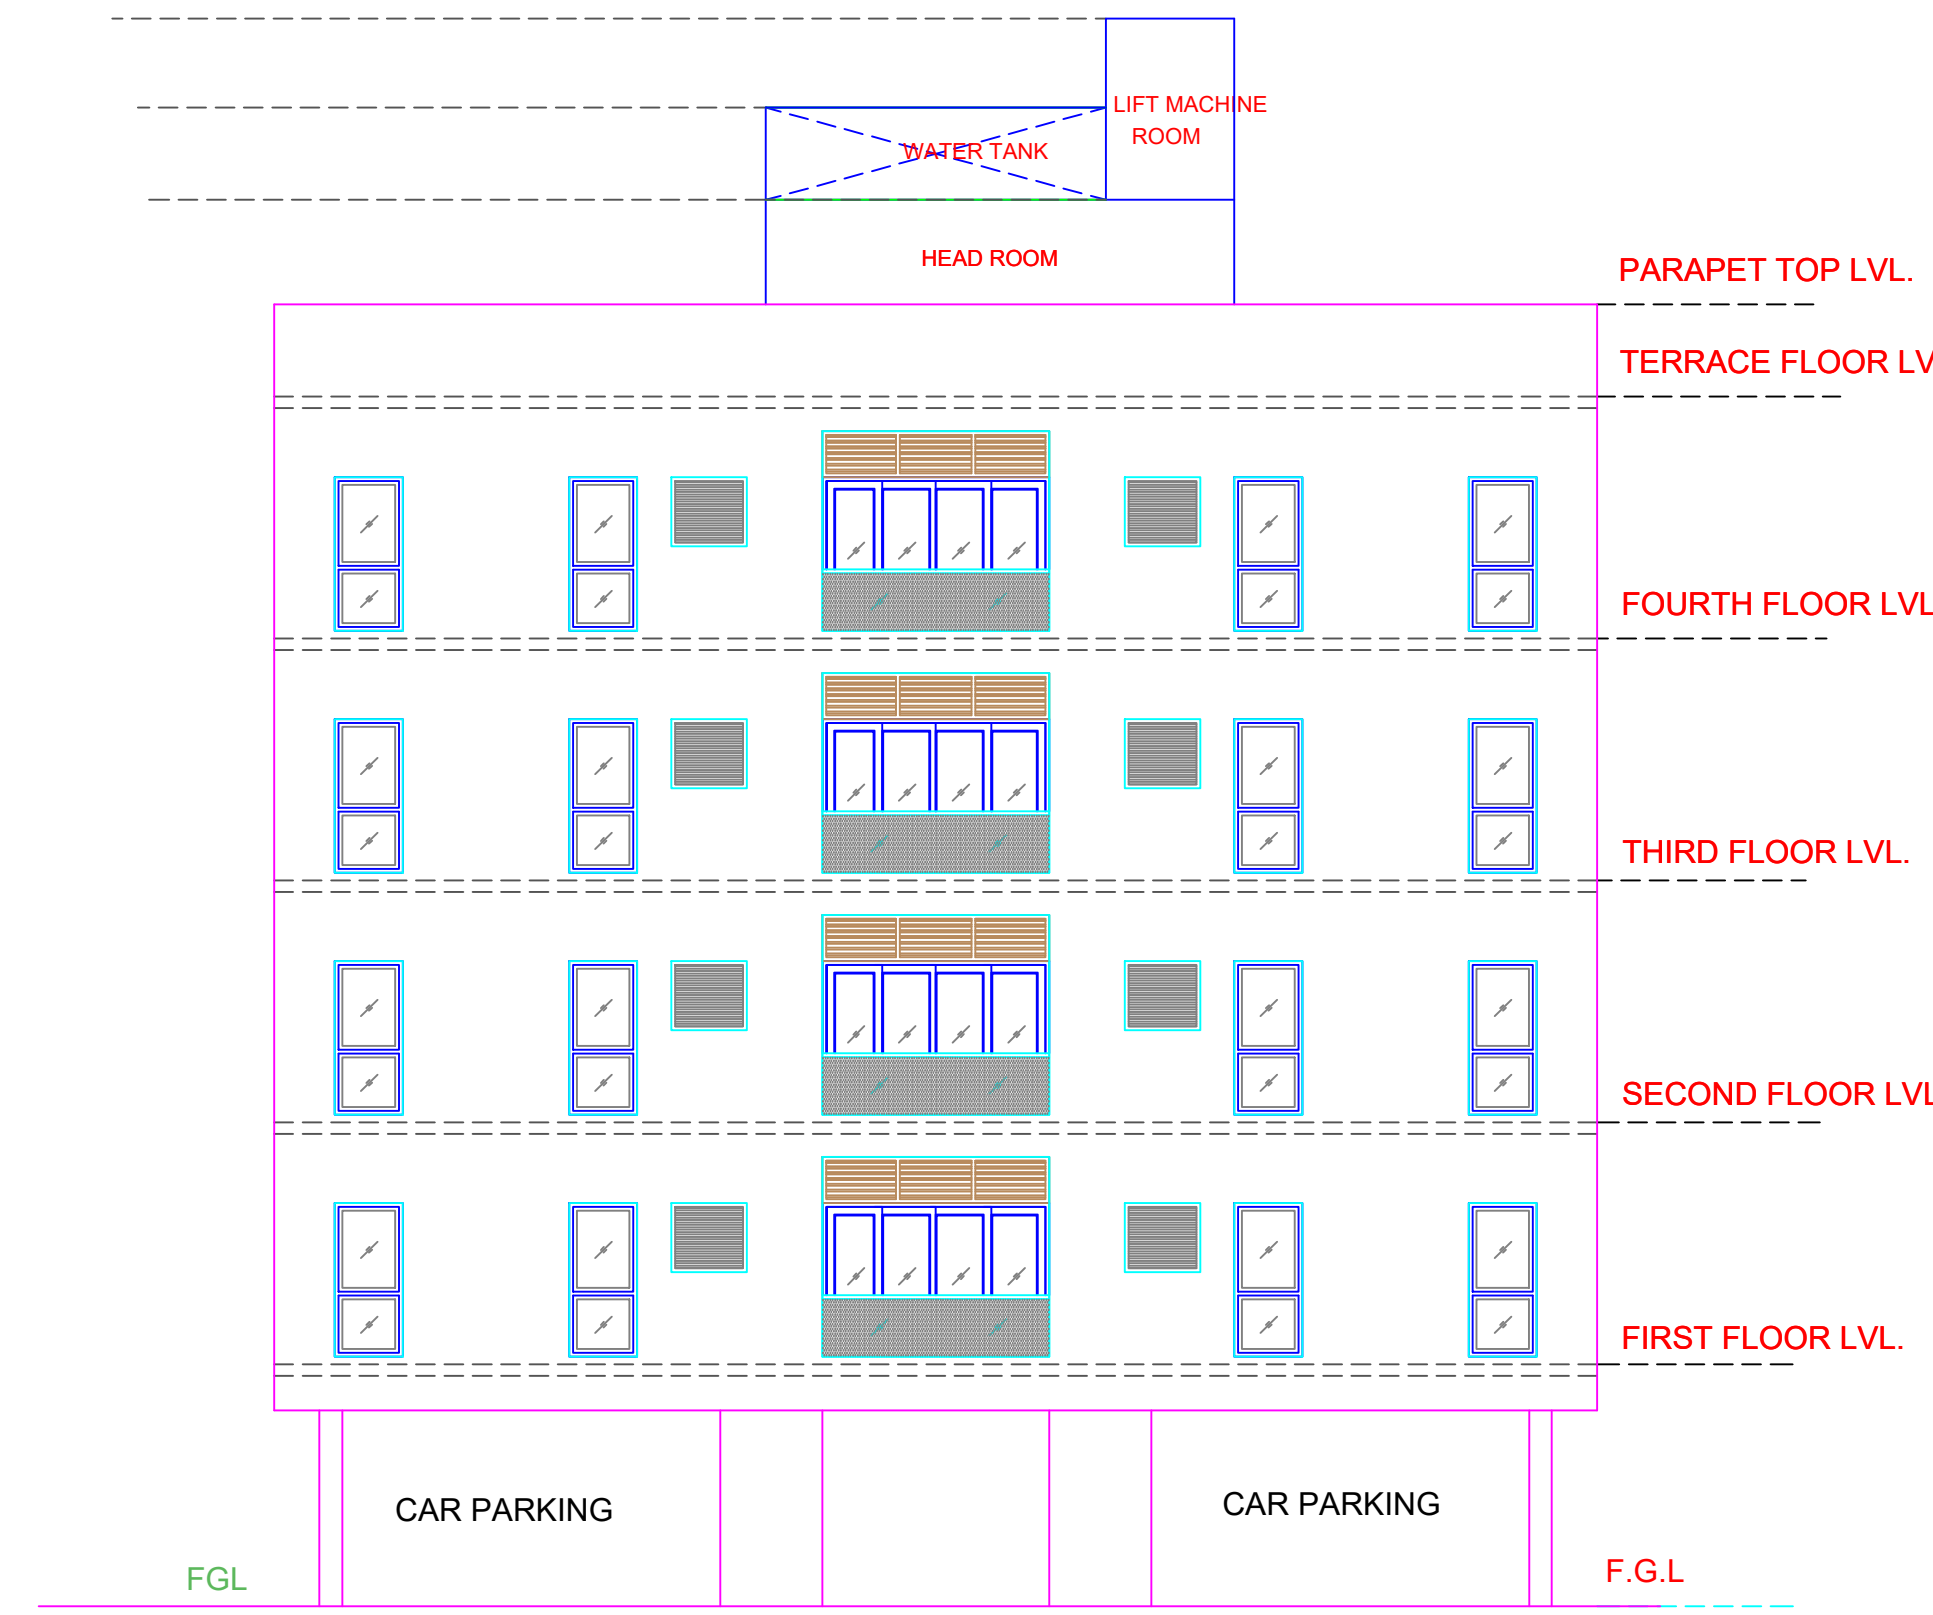 LIFT MACHINE
ROOM
WATER TANK
HEAD ROOM
PARAPET TOP LVL.
TERRACE FLOOR LV
FOURTH FLOOR LVL
THIRD FLOOR LVL.
SECOND FLOOR LVL
FIRST FLOOR LVL.
CAR PARKING
CAR PARKING
FGL
F.G.L